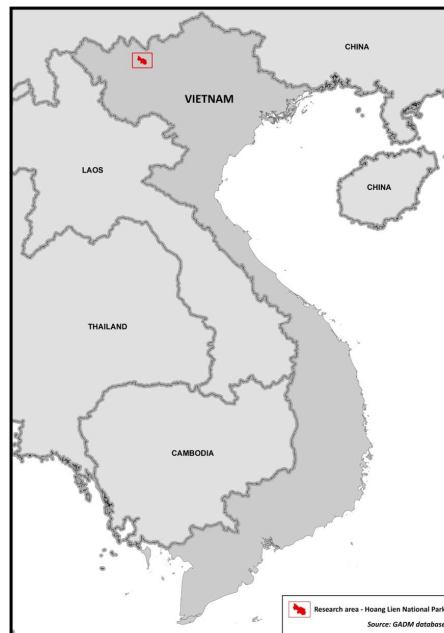 CHINA
VIETNAM
LAOS
CHINA
THAILAND
CAMBODIA
Research area - Hoang Lien National Park
Source: GADM database